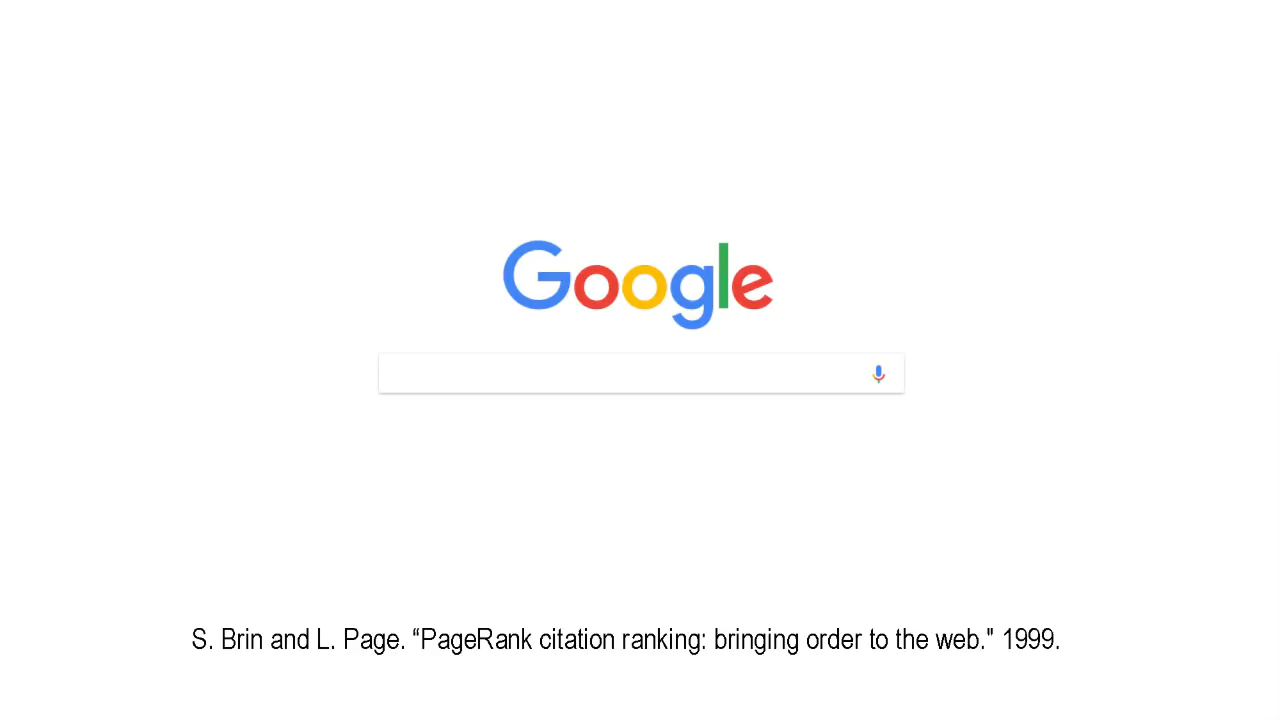 Google
S. Brin and L. Page. “PageRank citation ranking: bringing order to the web." 1999.